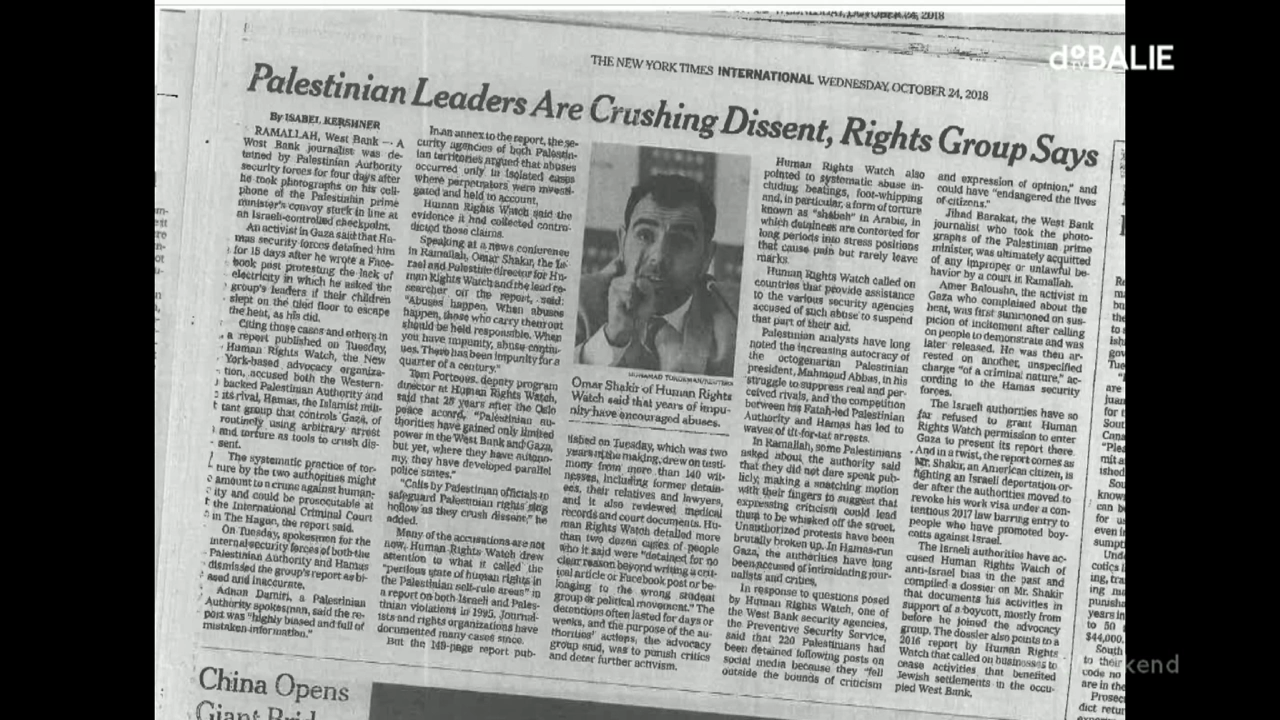 WEDNESDAY, OCTOBER 24, 2018
de BALIE
TV
THE NEW YORK TIMES INTERNATIONAL WEDNESDAY, OCTOBER 24, 2018
Palestinian Leaders Are Crushing Dissent, Rights Group Says
By ISABEL KERSHNER
RAMALLAH, West Bank — A
West Bank journalist was de-
tained by Palestinian Authority
security forces for four days after
he took photographs on his cell-
phone of the Palestinian prime
minister's convoy stuck in line at
an Israeli-controlled checkpoint.
An activist in Gaza said that Ha-
mas security forces detained him
for 15 days after he wrote a Face-
book post protesting the lack of
electricity in which he asked the
group's leaders if their children
slept on the tiled floor to escape
the heat, as his did.
Citing those cases and others in
a report published on Tuesday,
Human Rights Watch, the New
York-based advocacy organiza-
tion, accused both the Western-
backed Palestinian Authority and
its rival, Hamas, the Islamist mili-
tant group that controls Gaza, of
routinely using arbitrary arrest
and torture as tools to crush dis-
sent.
The systematic practice of tor-
ture by the two authorities might
amount to a crime against human-
ity and could be prosecutable at
the International Criminal Court
in The Hague, the report said.
On Tuesday, spokesmen for the
internal security forces of both the
Palestinian Authority and Hamas
dismissed the group's report as bi-
ased and inaccurate.
Adnan Damiri, a Palestinian
Authority spokesman, said the re-
port was "highly biased and full of
mistaken information."
In an annex to the report, the se-
curity agencies of both Palestin-
ian territories argued that abuses
occurred only in isolated cases
where perpetrators were investi-
gated and held to account.
Human Rights Watch said the
evidence it had collected contra-
dicted those claims.
Speaking at a news conference
in Ramallah, Omar Shakir, the Is-
rael and Palestine director for Hu-
man Rights Watch and the lead re-
searcher on the report, said:
"Abuses happen. When abuses
happen, those who carry them out
should be held responsible. When
you have impunity, abuse contin-
ues. There has been impunity for a
quarter of a century."
Tom Porteous, deputy program
director at Human Rights Watch,
said that 25 years after the Oslo
peace accord, "Palestinian au-
thorities have gained only limited
power in the West Bank and Gaza,
but yet, where they have autono-
my, they have developed parallel
police states."
"Calls by Palestinian officials to
safeguard Palestinian rights ring
hollow as they crush dissent," he
added.
Many of the accusations are not
new. Human Rights Watch drew
attention to what it called the
"perilous state of human rights in
the Palestinian self-rule areas" in
a report on both Israeli and Pales-
tinian violations in 1995. Journal-
ists and rights organizations have
documented many cases since.
But the 149-page report pub-
MUHAMAD TOROKMAN/REUTERS
Omar Shakir of Human Rights
Watch said that years of impu-
nity have encouraged abuses.
lished on Tuesday, which was two
years in the making, drew on testi-
mony from more than 140 wit-
nesses, including former detain-
ees, their relatives and lawyers,
and it also reviewed medical
records and court documents. Hu-
man Rights Watch detailed more
than two dozen cases of people
who it said were "detained for no
clear reason beyond writing a crit-
ical article or Facebook post or be-
longing to the wrong student
group or political movement." The
detentions often lasted for days or
weeks, and the purpose of the au-
thorities' actions, the advocacy
group said, was to punish critics
and deter further activism.
Human Rights Watch also
pointed to systematic abuse in-
cluding beatings, foot-whipping
and, in particular, a form of torture
known as "shabeh" in Arabic, in
which detainees are contorted for
long periods into stress positions
that cause pain but rarely leave
marks.
Human Rights Watch called on
countries that provide assistance
to the various security agencies
accused of such abuse to suspend
that part of their aid.
Palestinian analysts have long
noted the increasing autocracy of
the octogenarian Palestinian
president, Mahmoud Abbas, in his
struggle to suppress real and per-
ceived rivals, and the competition
between his Fatah-led Palestinian
Authority and Hamas has led to
waves of tit-for-tat arrests.
In Ramallah, some Palestinians
asked about the authority said
that they did not dare speak pub-
licly, making a snatching motion
with their fingers to suggest that
expressing criticism could lead
them to be whisked off the street.
Unauthorized protests have been
brutally broken up. In Hamas-run
Gaza, the authorities have long
been accused of intimidating jour-
nalists and critics.
In response to questions posed
by Human Rights Watch, one of
the West Bank security agencies,
the Preventive Security Service,
said that 220 Palestinians had
been detained following posts on
social media because they "fell
outside the bounds of criticism
and expression of opinion," and
could have "endangered the lives
of citizens."
Jihad Barakat, the West Bank
journalist who took the photo-
graphs of the Palestinian prime
minister, was ultimately acquitted
of any improper or unlawful be-
havior by a court in Ramallah.
Amer Balousha, the activist in
Gaza who complained about the
heat, was first summoned on sus-
picion of incitement after calling
on people to demonstrate and was
later released. He was then ar-
rested on another, unspecified
charge "of a criminal nature," ac-
cording to the Hamas security
forces.
The Israeli authorities have so
far refused to grant Human
Rights Watch permission to enter
Gaza to present its report there.
And in a twist, the report comes as
Mr. Shakir, an American citizen, is
fighting an Israeli deportation or-
der after the authorities moved to
revoke his work visa under a con-
tentious 2017 law barring entry to
people who have promoted boy-
cotts against Israel.
The Israeli authorities have ac-
cused Human Rights Watch of
anti-Israel bias in the past and
compiled a dossier on Mr. Shakir
that documents his activities in
support of a boycott, mostly from
before he joined the advocacy
group. The dossier also points to a
2016 report by Human Rights
Watch that called on businesses to
cease activities that benefited
Jewish settlements in the occu-
pied West Bank.
China Opens
$44,000.
South
to their
code no
are in the
Prosec
dict retur
kend